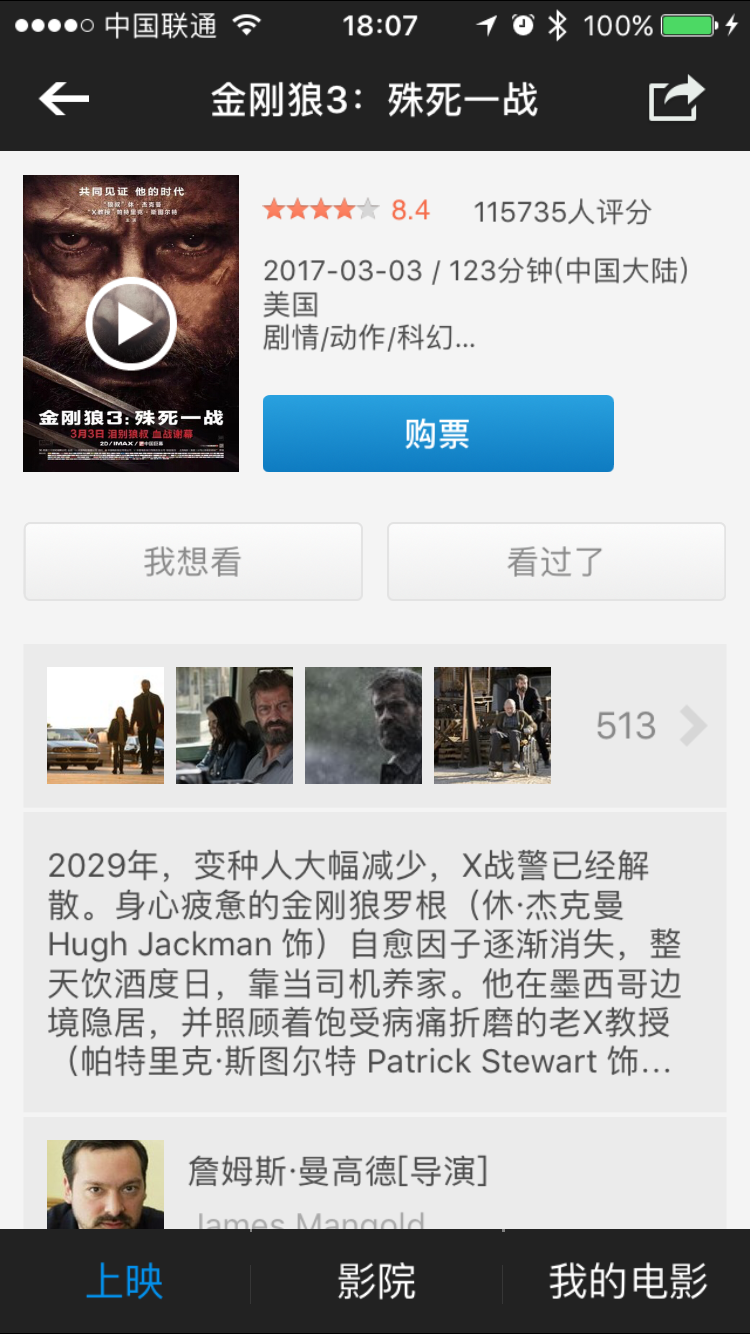 中国联通
18:07
100%
金刚狼3：殊死一战
共同见证 他的时代
"狼叔"休·杰克曼
"X教授"帕特里克·斯图尔特
金刚狼3:殊死一战
3月3日 泪别狼叔 血战谢幕
8.4
115735人评分
2017-03-03 / 123分钟(中国大陆)
美国
剧情/动作/科幻...
购票
我想看
看过了
513
2029年，变种人大幅减少，X战警已经解
散。身心疲惫的金刚狼罗根（休·杰克曼
Hugh Jackman 饰）自愈因子逐渐消失，整
天饮酒度日，靠当司机养家。他在墨西哥边
境隐居，并照顾着饱受病痛折磨的老X教授
（帕特里克·斯图尔特 Patrick Stewart 饰...
詹姆斯·曼高德[导演]
James Mangold
上映
影院
我的电影